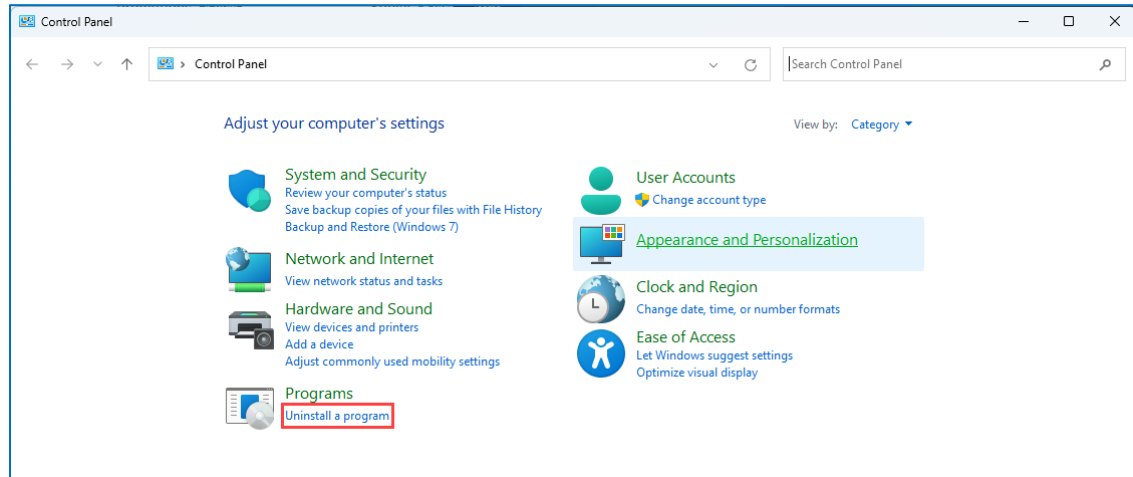 Control Panel
Control Panel
Search Control Panel
Adjust your computer's settings
View by: Category
System and Security
Review your computer's status
Save backup copies of your files with File History
Backup and Restore (Windows 7)
Network and Internet
View network status and tasks
Hardware and Sound
View devices and printers
Add a device
Adjust commonly used mobility settings
Programs
Uninstall a program
User Accounts
Change account type
Appearance and Personalization
Clock and Region
Change date, time, or number formats
Ease of Access
Let Windows suggest settings
Optimize visual display